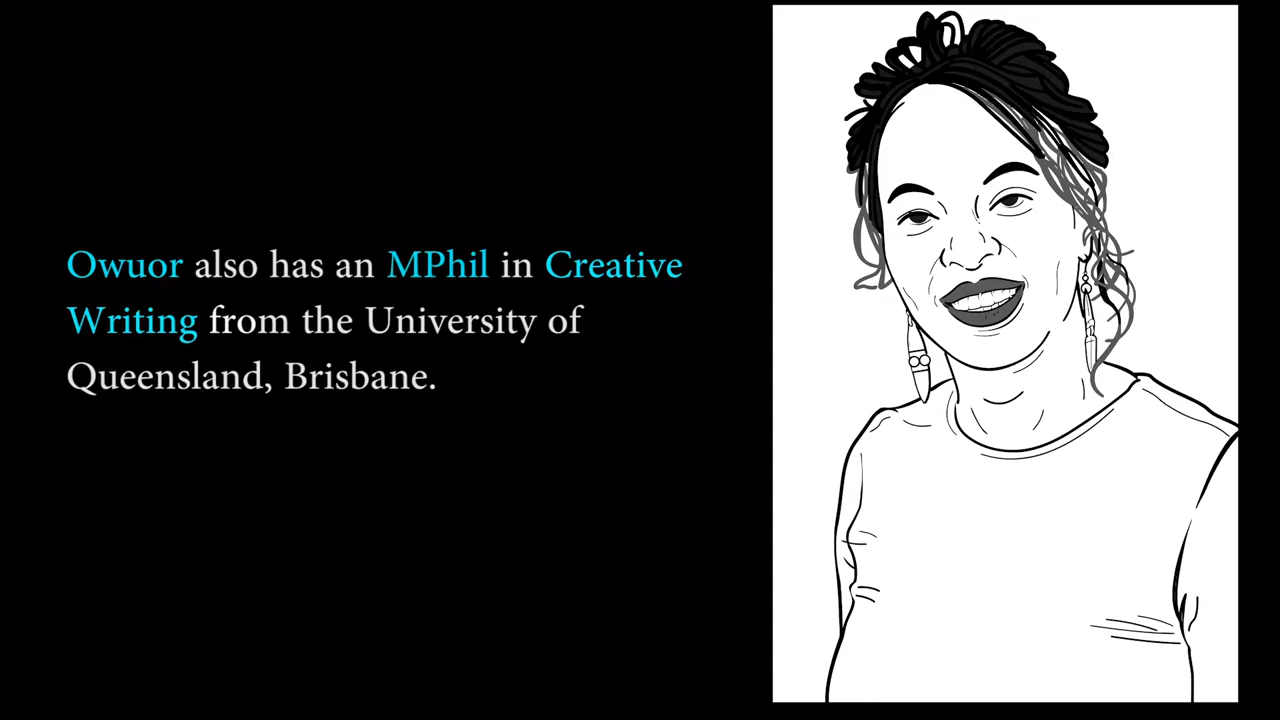 Owuor also has an MPhil in Creative
Writing from the University of
Queensland, Brisbane.